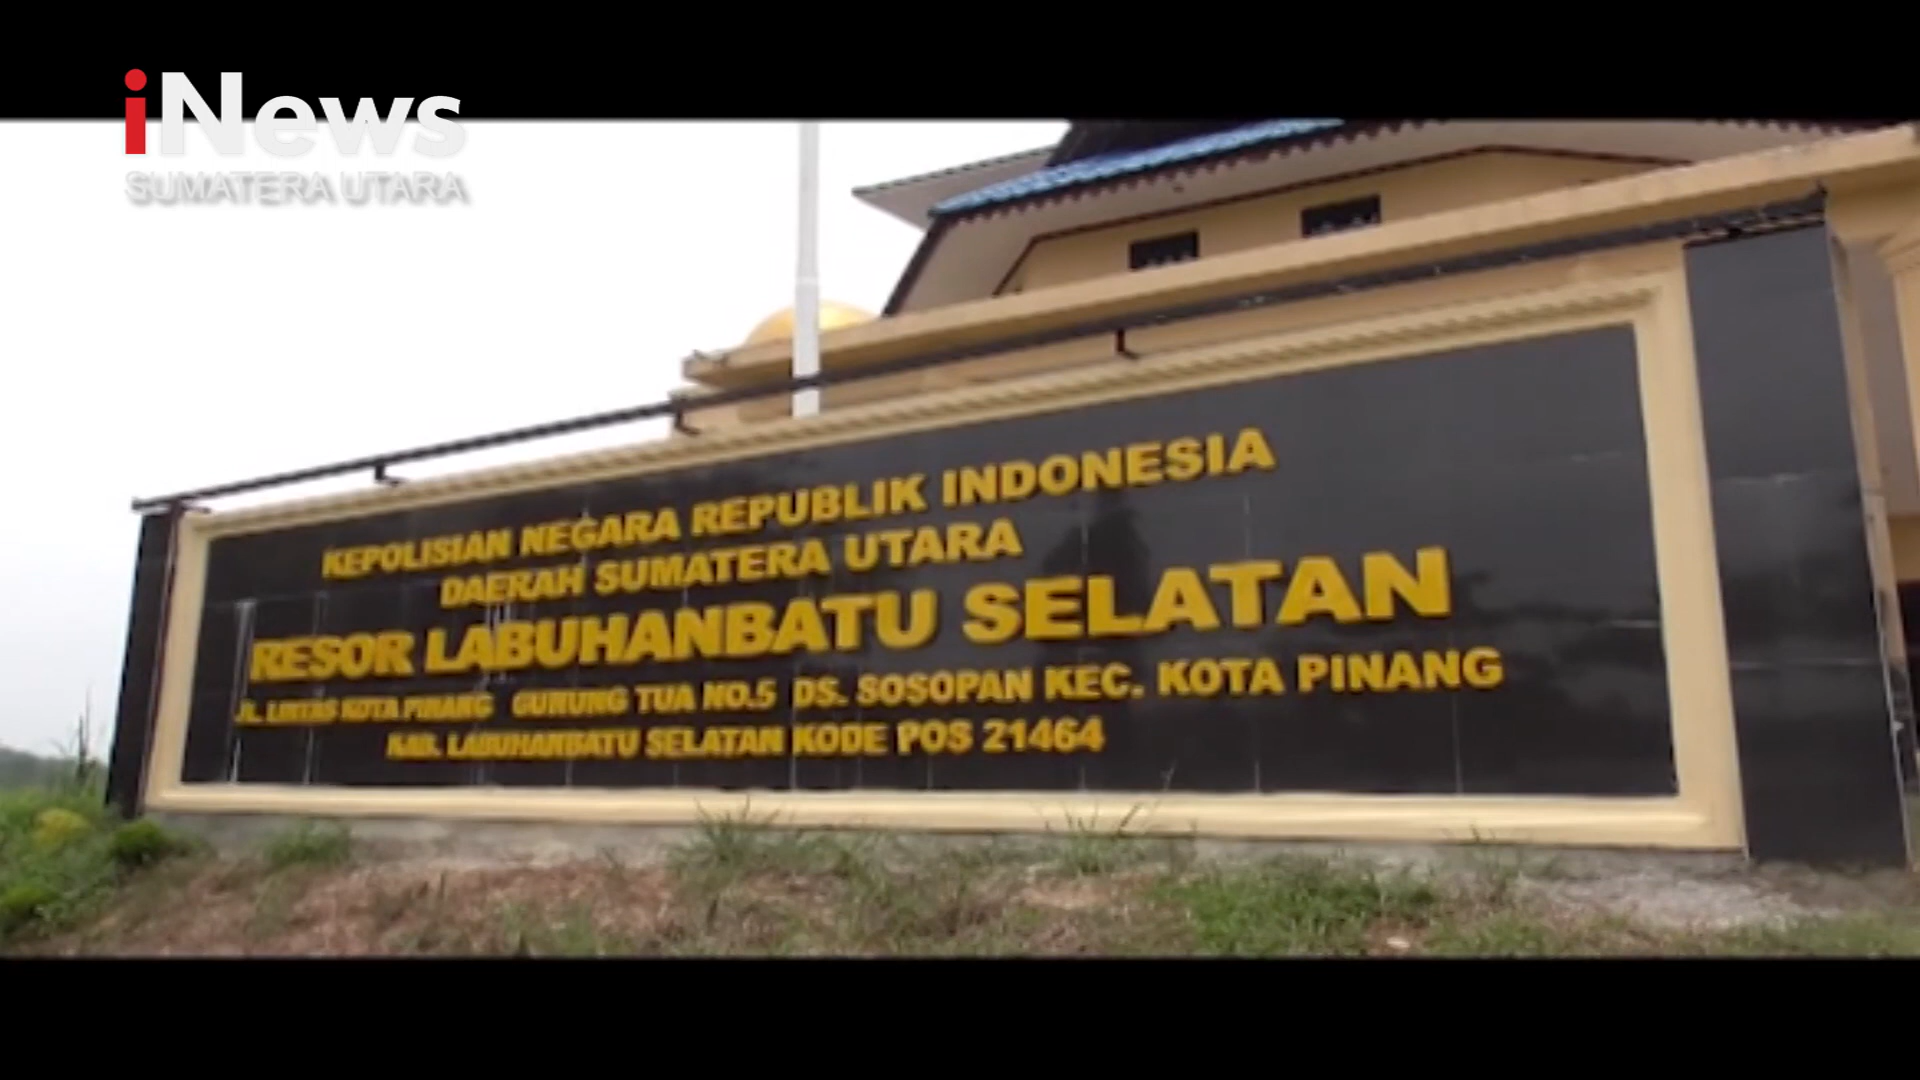 iNews
SUMATERA UTARA
KEPOLISIAN NEGARA REPUBLIK INDONESIA
DAERAH SUMATERA UTARA
RESOR LABUHANBATU SELATAN
JL. LINTAS KOTA PINANG GUNUNG TUA NO.5 DS. SOSOPAN KEC. KOTA PINANG
KAB. LABUHANBATU SELATAN KODE POS 21464